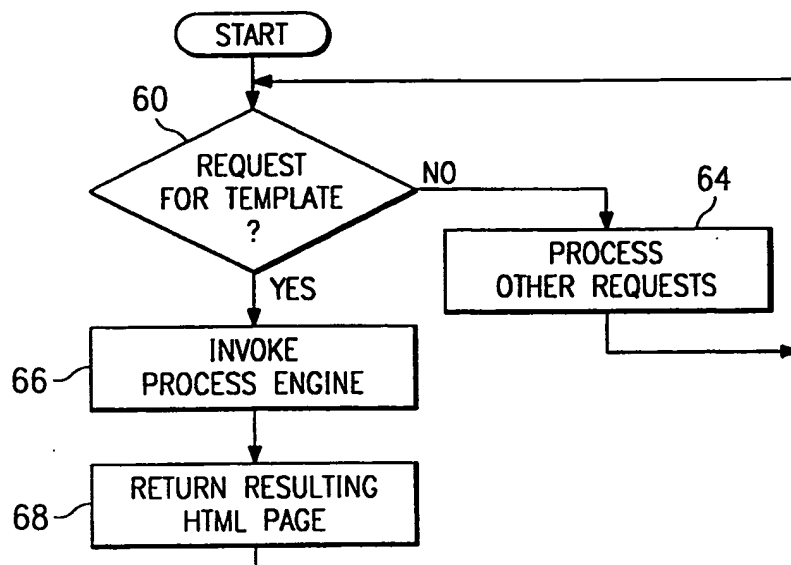 START
60
REQUEST
FOR TEMPLATE
?
NO
64
PROCESS
OTHER REQUESTS
YES
66
INVOKE
PROCESS ENGINE
68
RETURN RESULTING
HTML PAGE